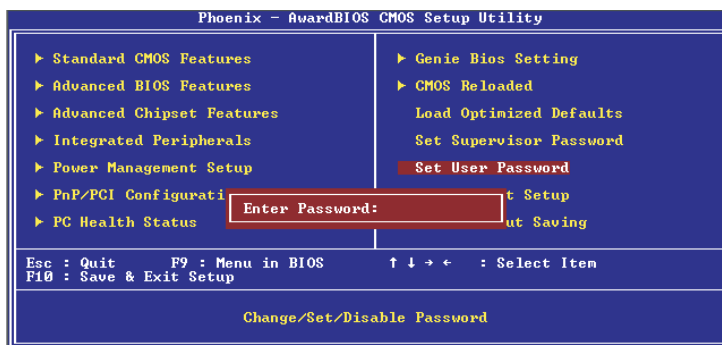 Phoenix - AwardBIOS CMOS Setup Utility
► Standard CMOS Features
► Advanced BIOS Features
► Advanced Chipset Features
► Integrated Peripherals
► Power Management Setup
► PnP/PCI Configurati
► PC Health Status
► Genie Bios Setting
► CMOS Reloaded
Load Optimized Defaults
Set Supervisor Password
Set User Password
t Setup
ut Saving
Enter Password:
Esc : Quit F9 : Menu in BIOS ↑ ↓ → ← : Select Item
F10 : Save & Exit Setup
Change/Set/Disable Password